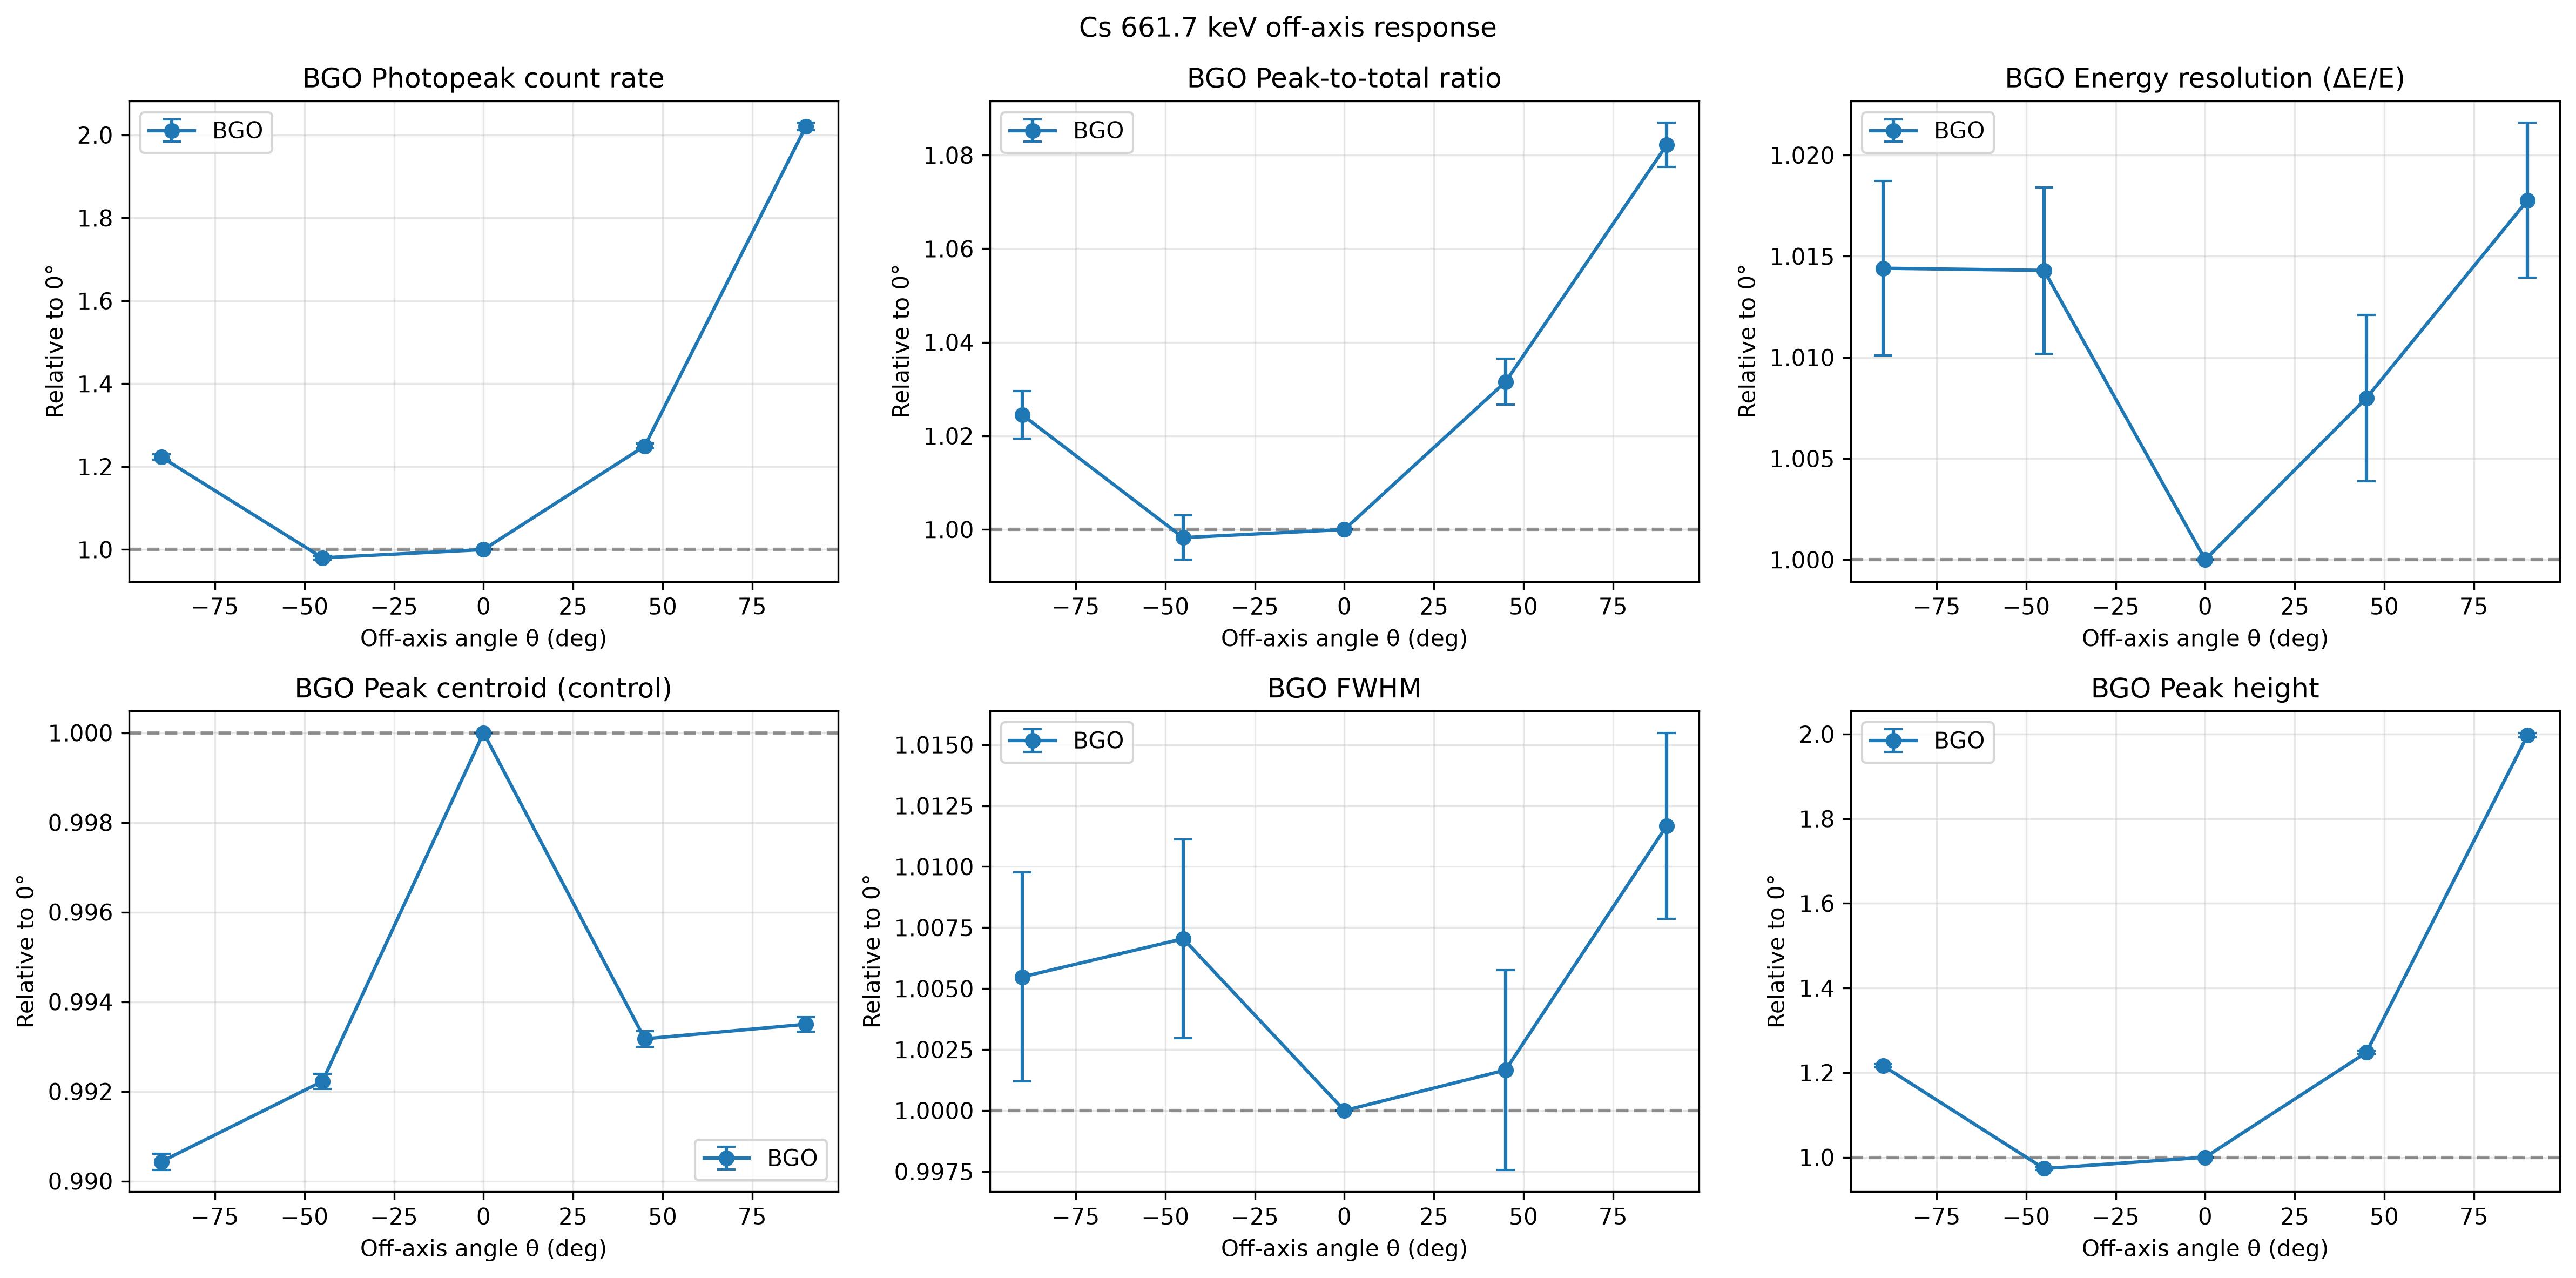 Cs 661.7 keV off-axis response
BGO Photopeak count rate
BGO
Relative to 0°
2.0
1.8
1.6
1.4
1.2
1.0
−75 −50 −25 0 25 50 75
Off-axis angle θ (deg)
BGO Peak-to-total ratio
BGO
Relative to 0°
1.08
1.06
1.04
1.02
1.00
−75 −50 −25 0 25 50 75
Off-axis angle θ (deg)
BGO Energy resolution (ΔE/E)
BGO
Relative to 0°
1.020
1.015
1.010
1.005
1.000
−75 −50 −25 0 25 50 75
Off-axis angle θ (deg)
BGO Peak centroid (control)
BGO
Relative to 0°
1.000
0.998
0.996
0.994
0.992
0.990
−75 −50 −25 0 25 50 75
Off-axis angle θ (deg)
BGO FWHM
BGO
Relative to 0°
1.0150
1.0125
1.0100
1.0075
1.0050
1.0025
1.0000
0.9975
−75 −50 −25 0 25 50 75
Off-axis angle θ (deg)
BGO Peak height
BGO
Relative to 0°
2.0
1.8
1.6
1.4
1.2
1.0
−75 −50 −25 0 25 50 75
Off-axis angle θ (deg)